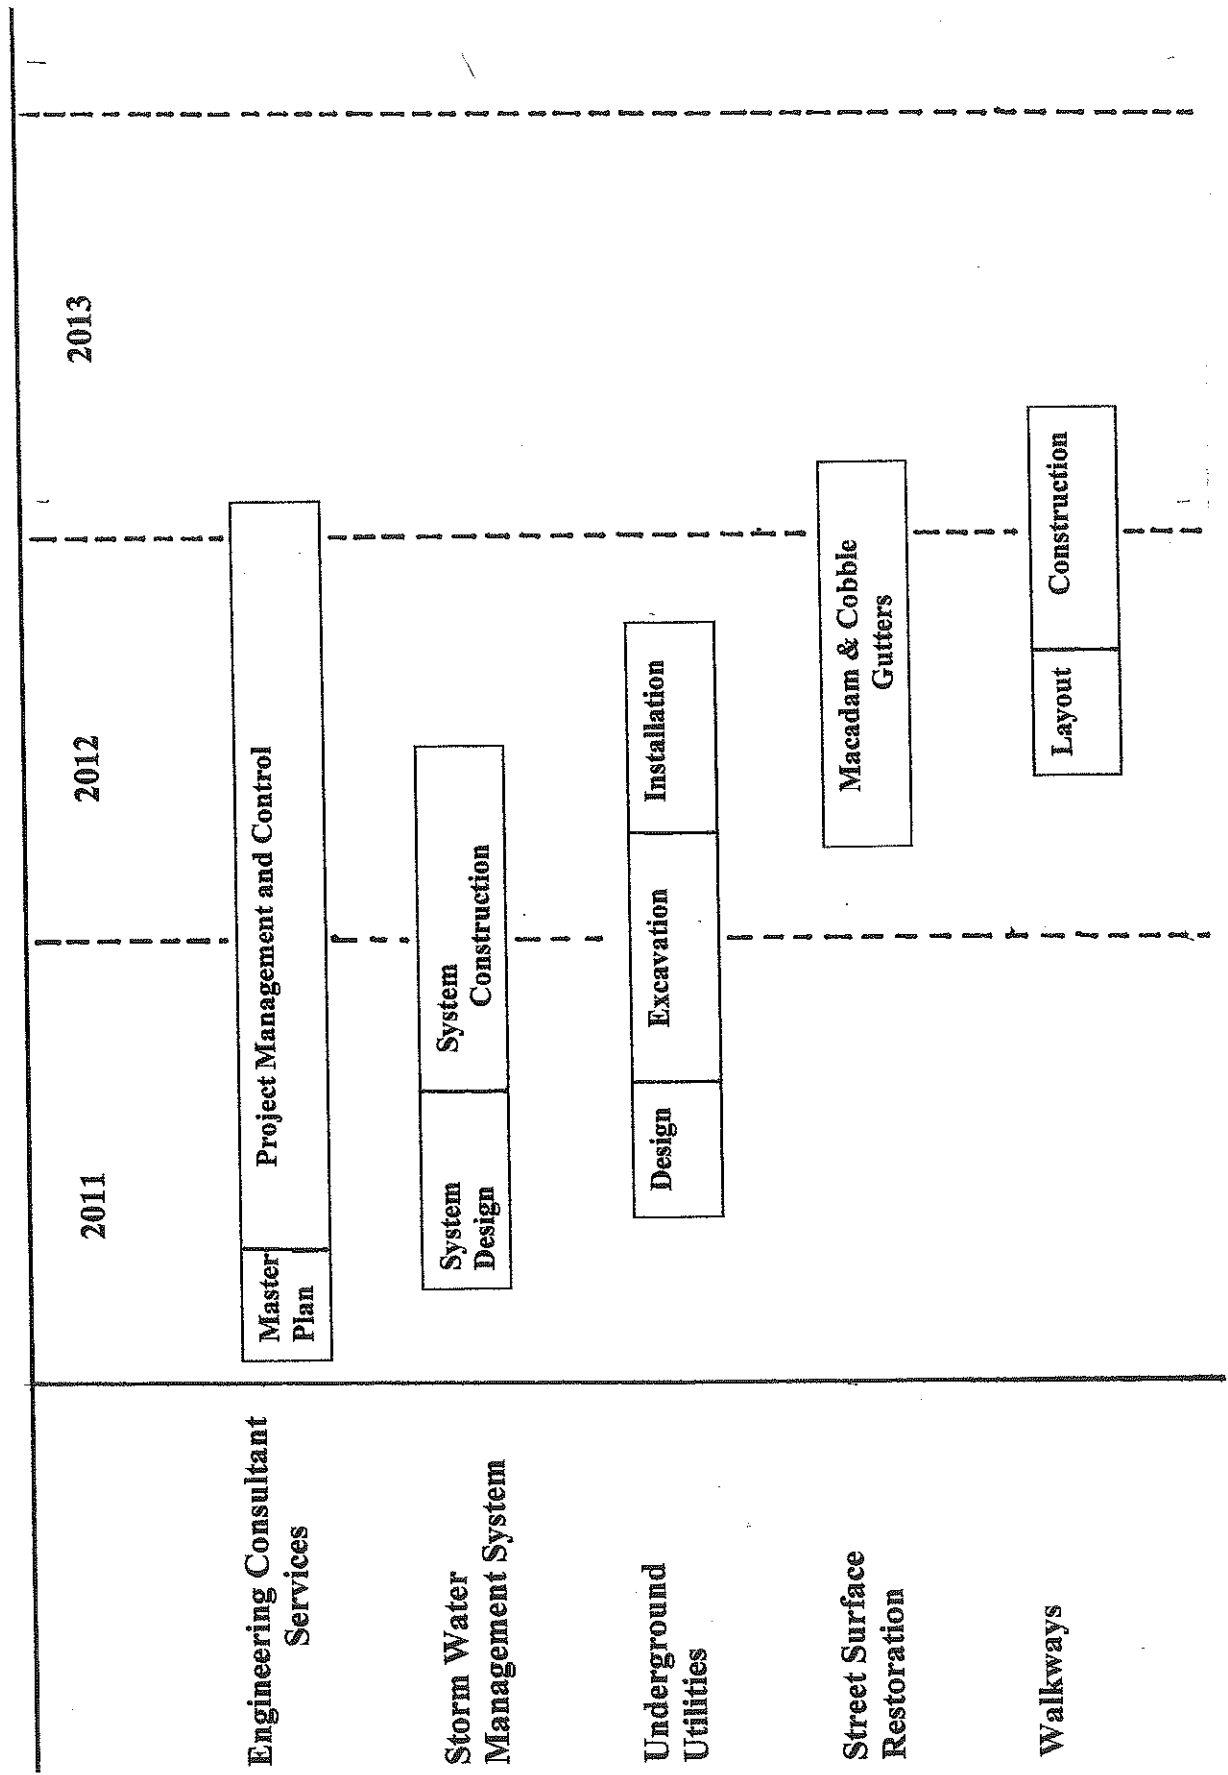 2011
2012
2013
Engineering Consultant
Services
Master
Plan
Project Management and Control
Storm Water
Management System
System
Design
System
Construction
Underground
Utilities
Design
Excavation
Installation
Street Surface
Restoration
Macadam & Cobble
Gutters
Walkways
Layout
Construction